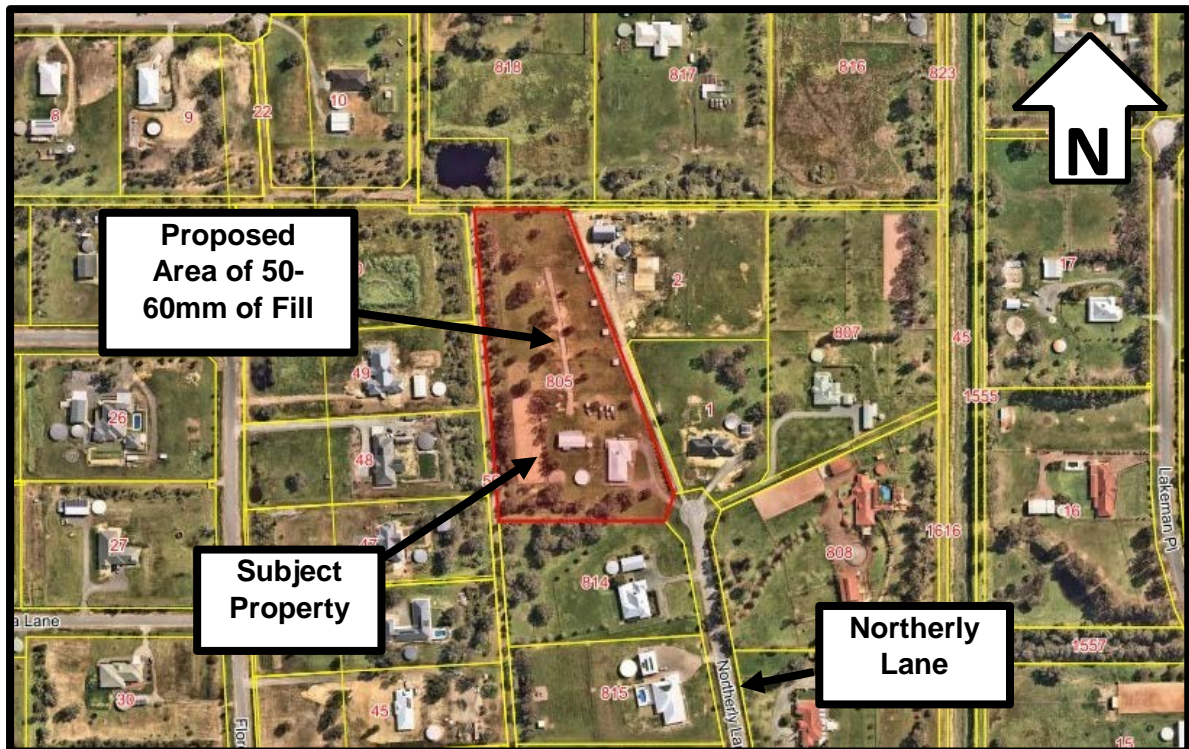 818
817
816
823
8
9
22
10
N
Proposed
Area of 50-
60mm of Fill
2
17
807
45
49
805
1
1555
26
48
Lakeman Pl
16
1616
808
27
47
814
Subject
Property
Northerly
Lane
a Lane
1557
30
45
815
Northerly La
Flor
15